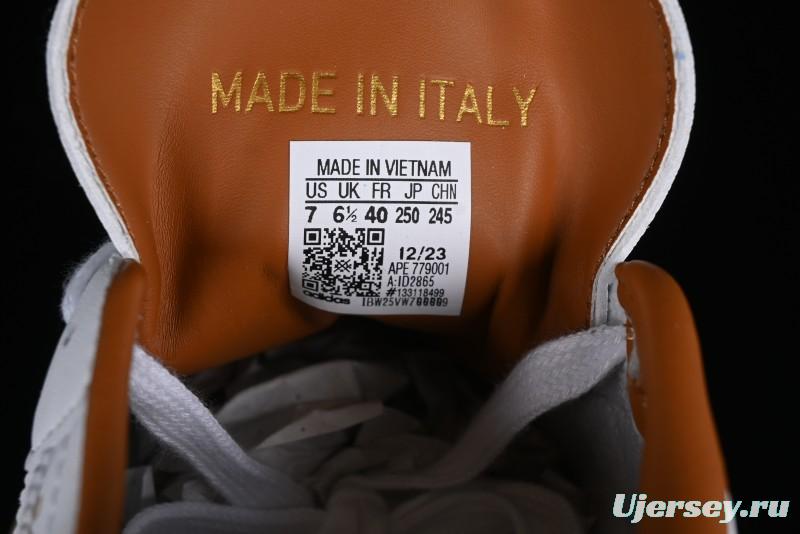 MADE IN ITALY
MADE IN VIETNAM
US UK FR JP CHN
7 6½ 40 250 245
12/23
APE 779001
A:ID2865
#133118499
adidas
Ujersey.ru